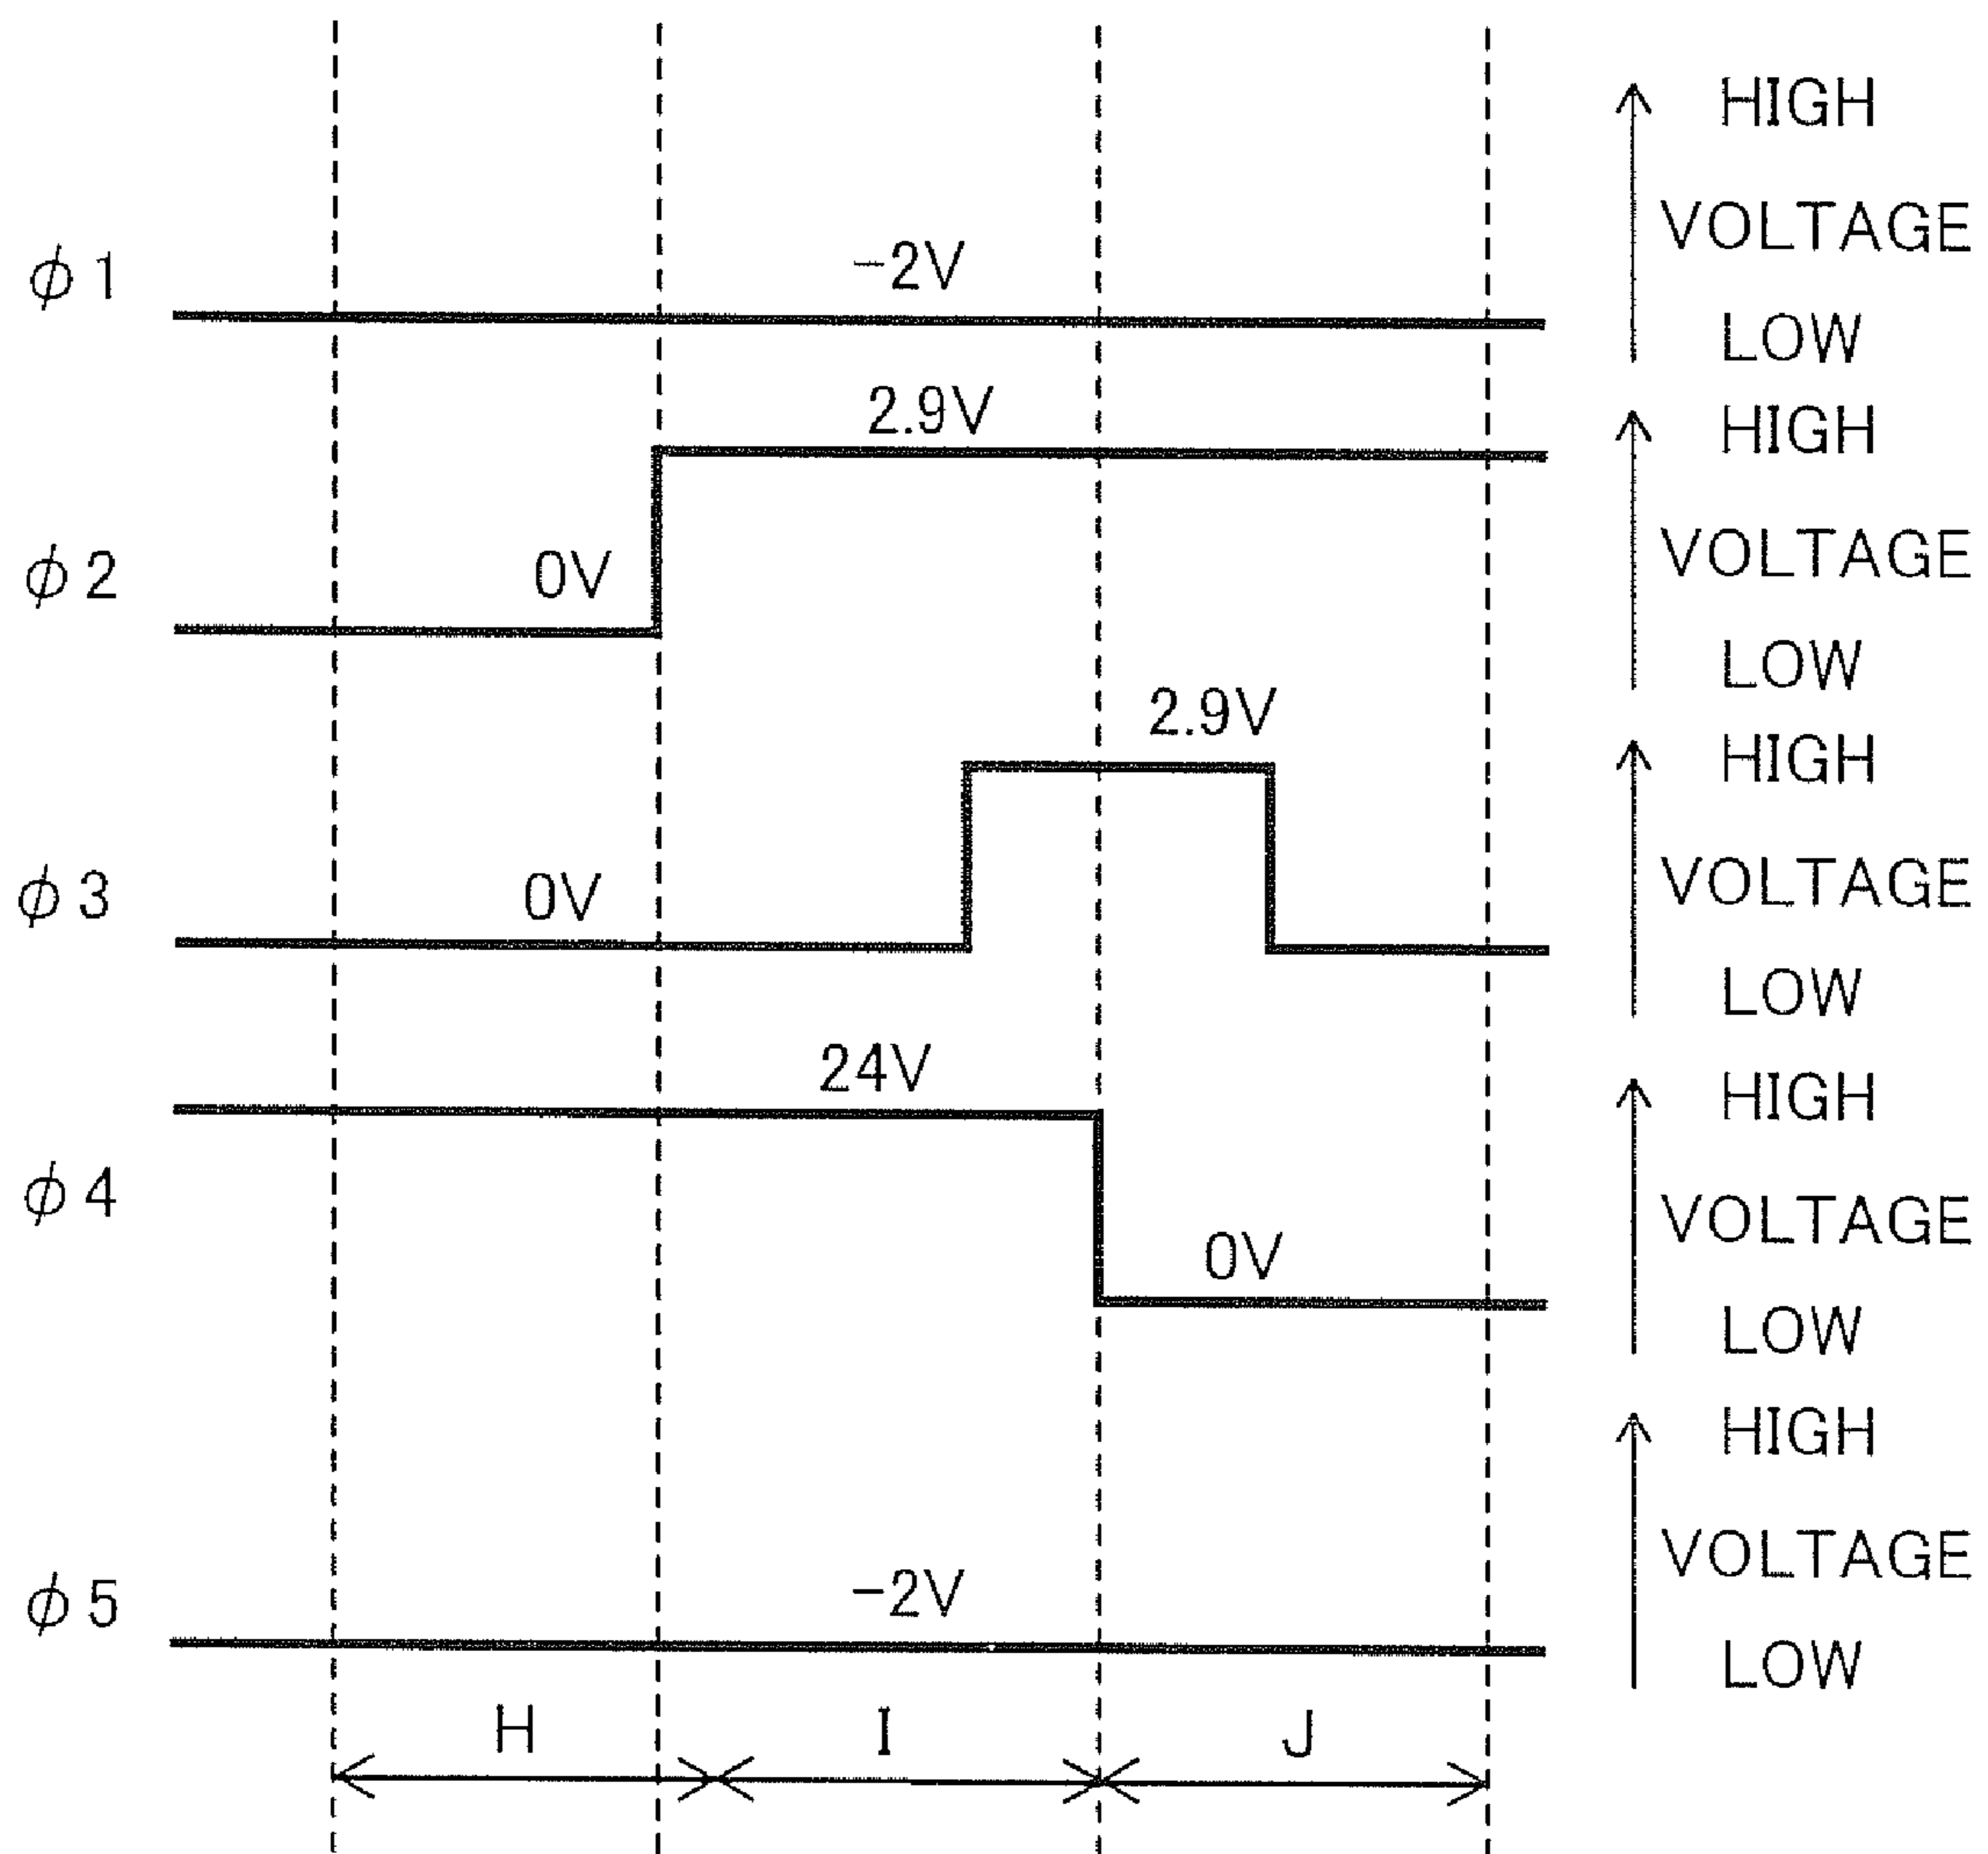 HIGH
φ1
-2V
VOLTAGE
LOW
2.9V
HIGH
φ2
0V
VOLTAGE
LOW
2.9V
HIGH
φ3
0V
VOLTAGE
LOW
24V
HIGH
φ4
0V
VOLTAGE
LOW
HIGH
φ5
-2V
VOLTAGE
LOW
H I J